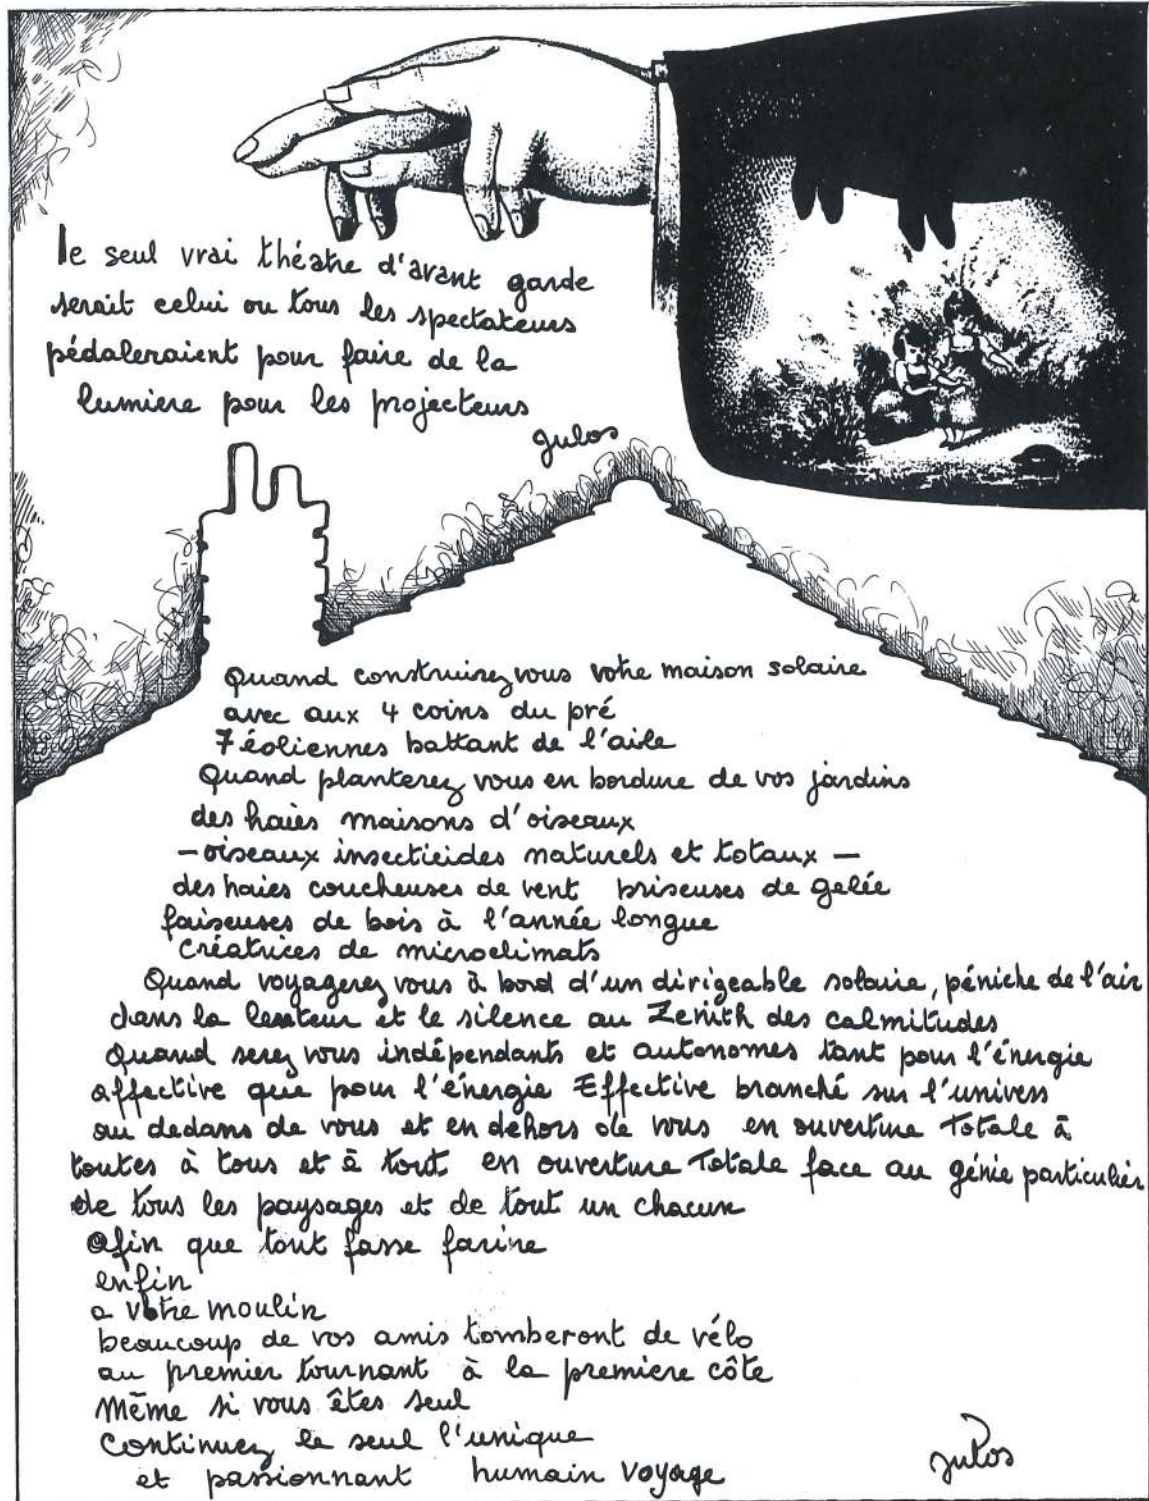 le seul vrai théatre d'avant garde
serait celui ou tous les spectateurs
pédaleraient pour faire de la
lumiere pour les projecteurs
julos
Quand construirez vous votre maison solaire
avec aux 4 coins du pré
7 éoliennes battant de l'aile
Quand planterez vous en bordure de vos jardins
des haies maisons d'oiseaux
– oiseaux insecticides naturels et totaux –
des haies coucheuses de vent briseuses de gelée
faiseuses de bois à l'année longue
créatrices de microclimats
Quand voyagerez vous à bord d'un dirigeable solaire, péniche de l'air
dans la lenteur et le silence au Zenith des calmitudes
Quand serez vous indépendants et autonomes tant pour l'énergie
affective que pour l'énergie Effective branché sur l'univers
au dedans de vous et en dehors de vous en ouverture Totale à
toutes à tous et à tout en ouverture Totale face au génie particulier
de tous les paysages et de tout un chacun
afin que tout fasse farine
enfin
a votre moulin
beaucoup de vos amis tomberont de vélo
au premier tournant à la premiere côte
Même si vous êtes seul
Continuez le seul l'unique
et passionnant humain voyage
julos